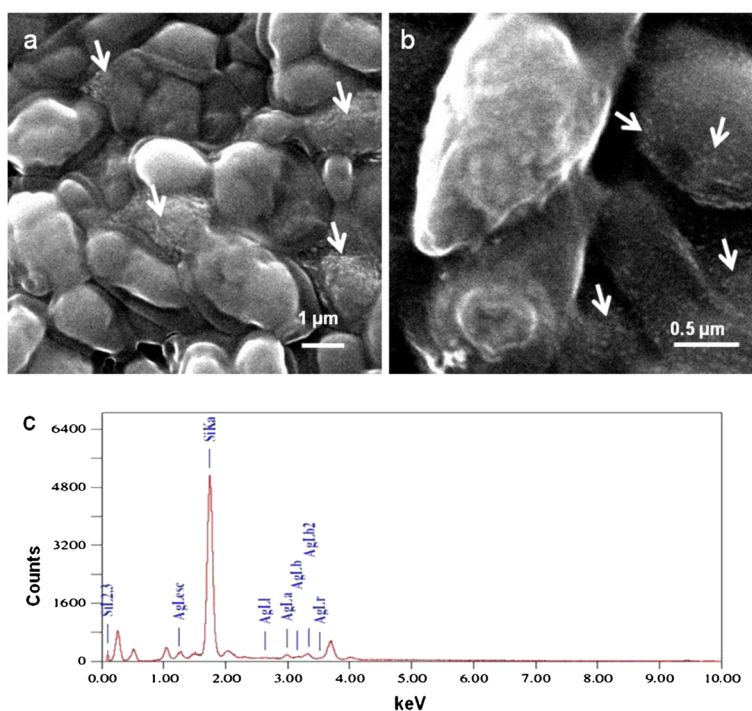 a
b
1 µm
0.5 µm
C
6400
4800
3200
1600
0
Counts
SiL2,3
AgLesc
SiKa
AgLl
AgLa
AgLb
AgLb2
AgLr
0.00
1.00
2.00
3.00
4.00
5.00
6.00
7.00
8.00
9.00
10.00
keV